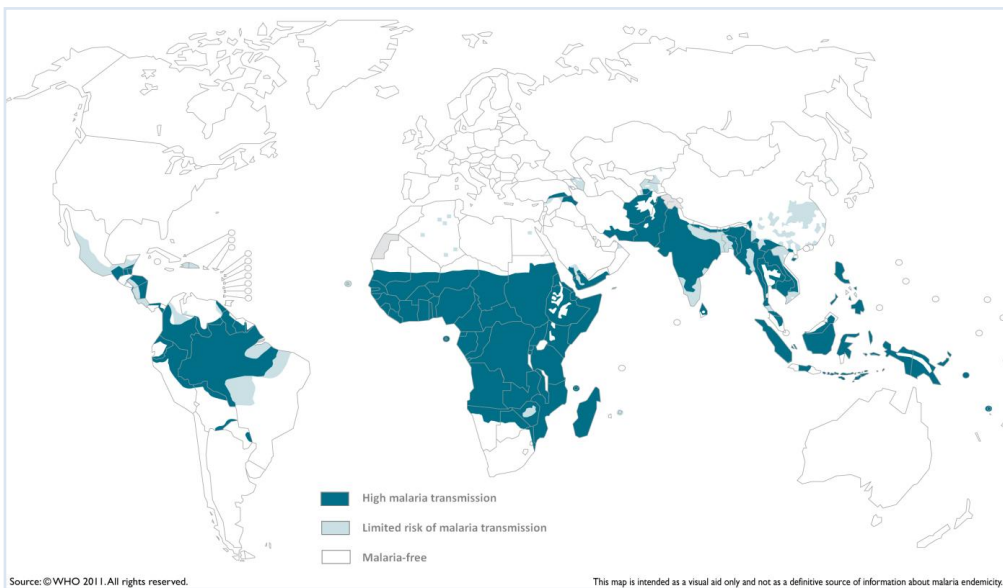 High malaria transmission
Limited risk of malaria transmission
Malaria-free
Source: © WHO 2011. All rights reserved.
This map is intended as a visual aid only and not as a definitive source of information about malaria endemicity.